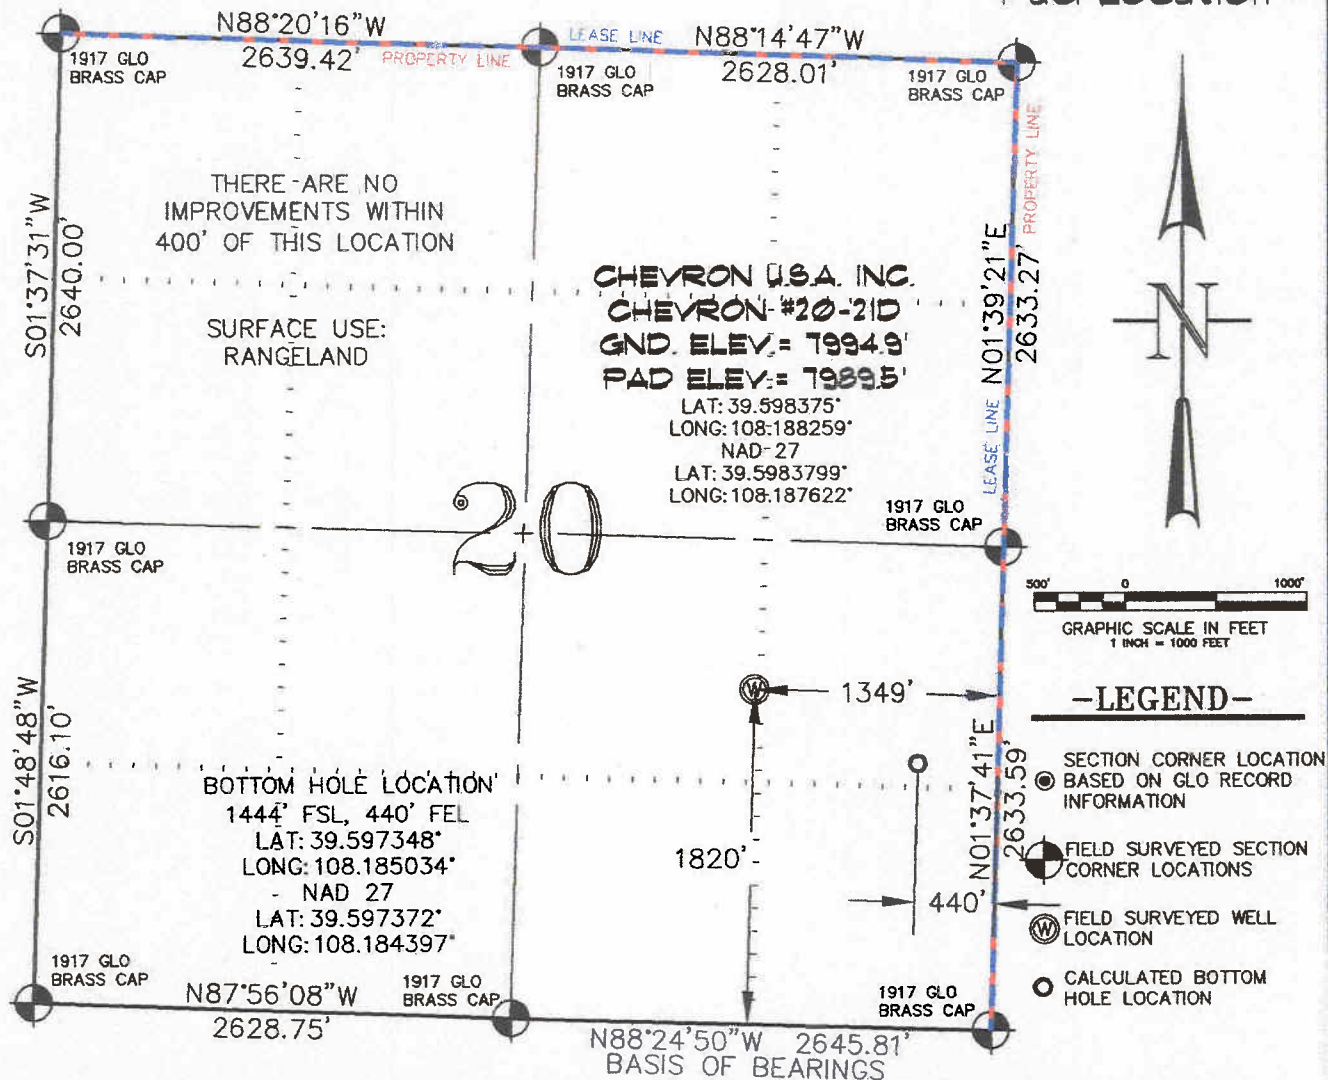 Pad Location
N88°20'16"W
2639.42'
PROPERTY LINE
LEASE LINE
N88°14'47"W
2628.01'
1917 GLO
BRASS CAP
1917 GLO
BRASS CAP
1917 GLO
BRASS CAP
PROPERTY LINE
THERE ARE NO
IMPROVEMENTS WITHIN
400' OF THIS LOCATION
S01°37'31"W
2640.00'
SURFACE USE:
RANGELAND
CHEVRON U.S.A. INC.
CHEVRON #20-21D
GND. ELEV.= 7994.9'
PAD ELEV.= 7989.5'
LAT: 39.598375°
LONG: 108.188259°
NAD 27
LAT: 39.5983799°
LONG: 108.187622°
N01°39'21"E
2633.27'
LEASE LINE
N
20
1917 GLO
BRASS CAP
1917 GLO
BRASS CAP
500' 0 1000'
GRAPHIC SCALE IN FEET
1 INCH = 1000 FEET
W
1349'
-LEGEND-
SECTION CORNER LOCATION
BASED ON GLO RECORD
INFORMATION
FIELD SURVEYED SECTION
CORNER LOCATIONS
W FIELD SURVEYED WELL
LOCATION
CALCULATED BOTTOM
HOLE LOCATION
S01°48'48"W
2616.10'
BOTTOM HOLE LOCATION
1444' FSL, 440' FEL
LAT: 39.597348°
LONG: 108.185034°
NAD 27
LAT: 39.597372°
LONG: 108.184397°
1820'
N01°37'41"E
2633.59'
440'
1917 GLO
BRASS CAP
N87°56'08"W
2628.75'
1917 GLO
BRASS CAP
1917 GLO
BRASS CAP
N88°24'50"W 2645.81'
BASIS OF BEARINGS